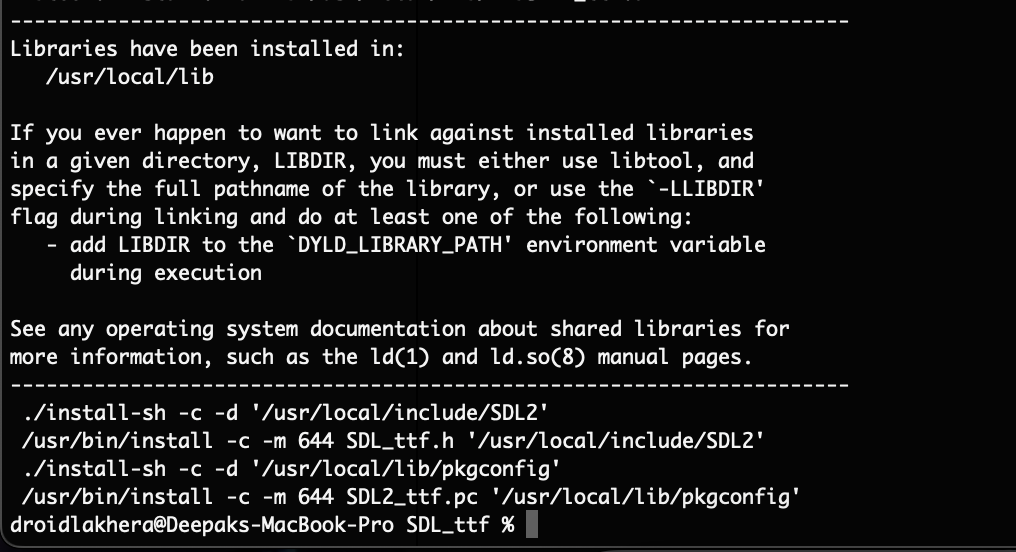 ----------------------------------------------------------------------
Libraries have been installed in:
   /usr/local/lib

If you ever happen to want to link against installed libraries
in a given directory, LIBDIR, you must either use libtool, and
specify the full pathname of the library, or use the `-LLIBDIR'
flag during linking and do at least one of the following:
   - add LIBDIR to the `DYLD_LIBRARY_PATH' environment variable
     during execution

See any operating system documentation about shared libraries for
more information, such as the ld(1) and ld.so(8) manual pages.
----------------------------------------------------------------------
 ./install-sh -c -d '/usr/local/include/SDL2'
 /usr/bin/install -c -m 644 SDL_ttf.h '/usr/local/include/SDL2'
 ./install-sh -c -d '/usr/local/lib/pkgconfig'
 /usr/bin/install -c -m 644 SDL2_ttf.pc '/usr/local/lib/pkgconfig'
droidlakhera@Deepaks-MacBook-Pro SDL_ttf %